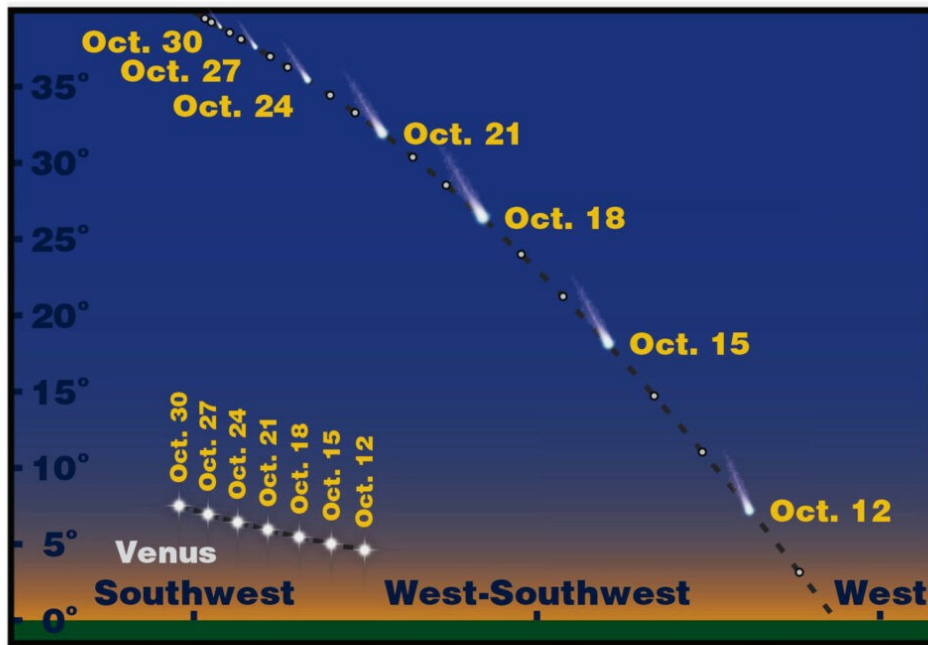 Oct. 30
Oct. 27
Oct. 24
Oct. 21
Oct. 18
Oct. 15
Oct. 12
35°
30°
25°
20°
15°
10°
5°
0°
Oct. 30
Oct. 27
Oct. 24
Oct. 21
Oct. 18
Oct. 15
Oct. 12
Venus
Southwest
West-Southwest
West